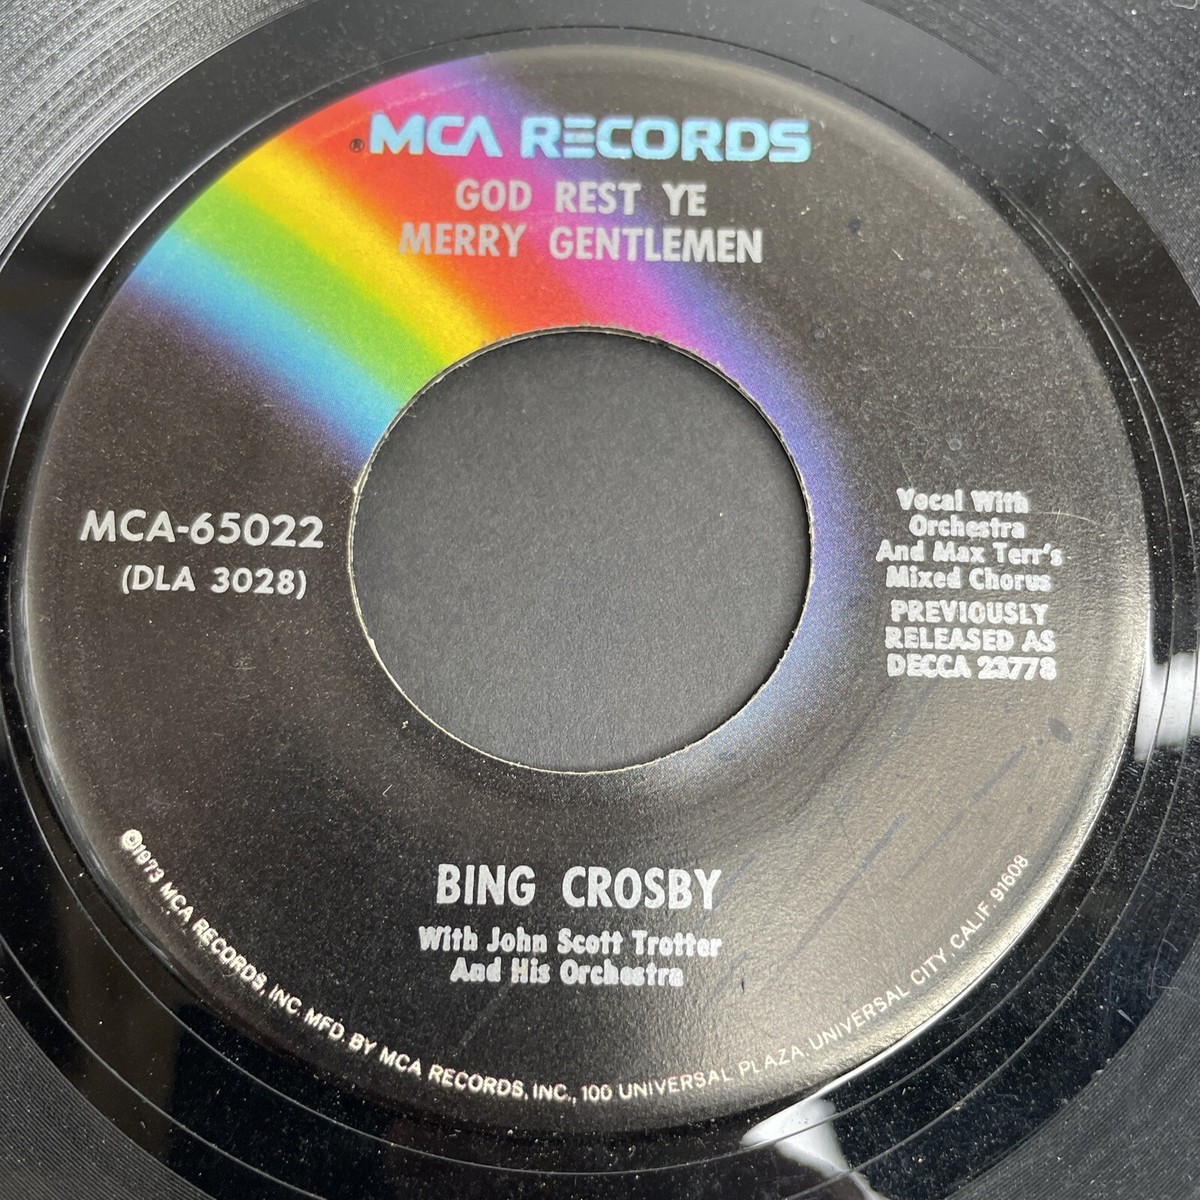 ® MCA RECORDS
GOD REST YE
MERRY GENTLEMEN
MCA-65022
(DLA 3028)
Vocal With
Orchestra
And Max Terr's
Mixed Chorus
PREVIOUSLY
RELEASED AS
DECCA 23778
BING CROSBY
With John Scott Trotter
And His Orchestra
©1973 MCA RECORDS, INC. MFD. BY MCA RECORDS, INC., 100 UNIVERSAL PLAZA, UNIVERSAL CITY, CALIF 91608